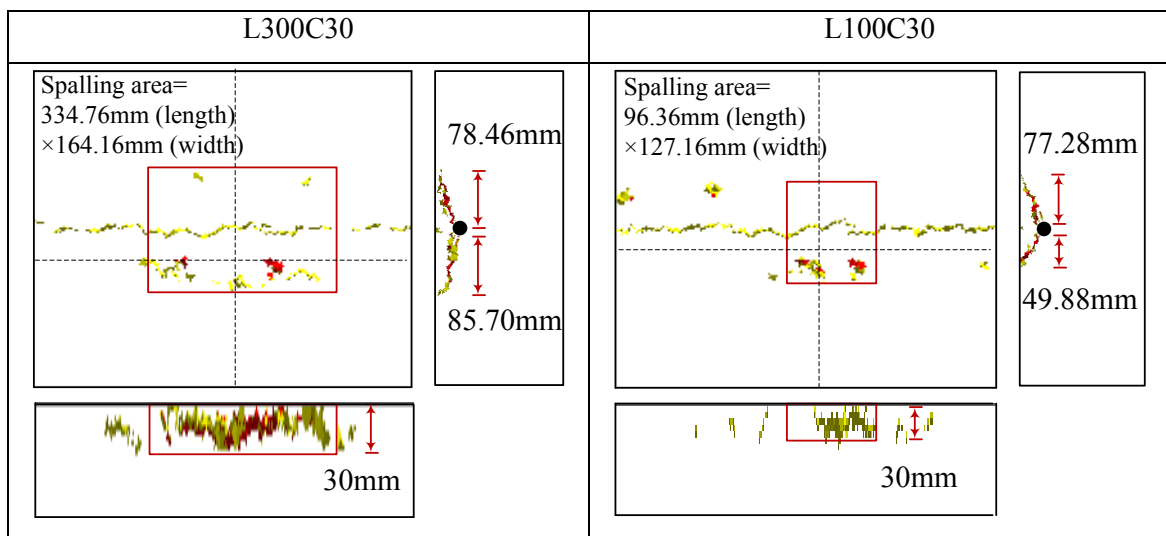 L300C30
L100C30
Spalling area=
334.76mm (length)
×164.16mm (width)
78.46mm
85.70mm
30mm
Spalling area=
96.36mm (length)
×127.16mm (width)
77.28mm
49.88mm
30mm